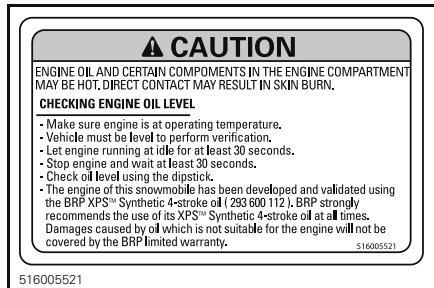 CAUTION
ENGINE OIL AND CERTAIN COMPOMENTS IN THE ENGINE COMPARTMENT
MAY BE HOT. DIRECT CONTACT MAY RESULT IN SKIN BURN.
CHECKING ENGINE OIL LEVEL
- Make sure engine is at operating temperature.
- Vehicle must be level to perform verification.
- Let engine running at idle for at least 30 seconds.
- Stop engine and wait at least 30 seconds.
- Check oil level using the dipstick.
- The engine of this snowmobile has been developed and validated using
the BRP XPS™ Synthetic 4-stroke oil ( 293 600 112 ). BRP strongly
recommends the use of its XPS™ Synthetic 4-stroke oil at all times.
Damages caused by oil which is not suitable for the engine will not be
covered by the BRP limited warranty.
516005521
516005521